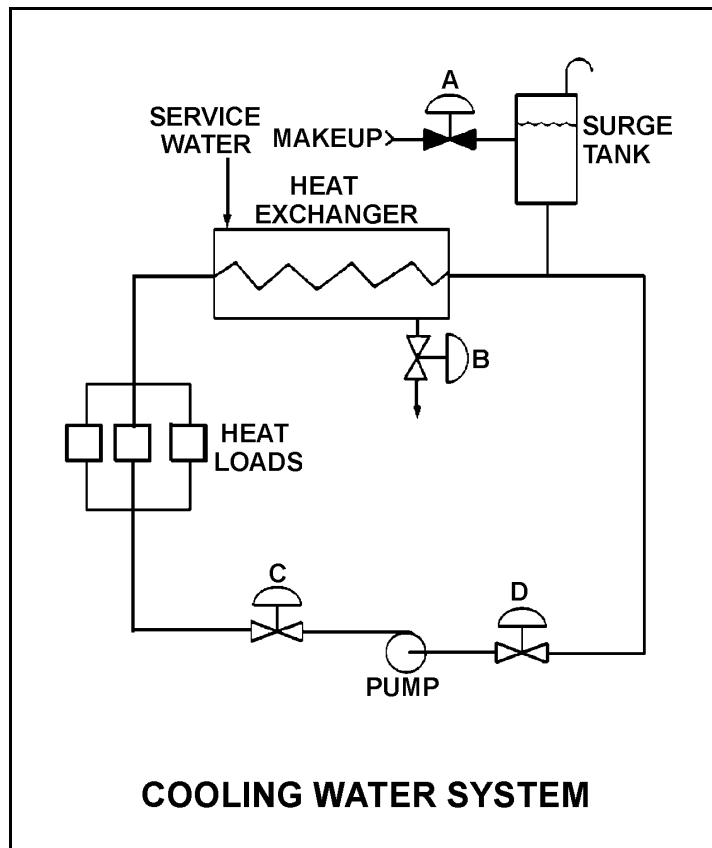 A
SERVICE
WATER
MAKEUP
SURGE
TANK
HEAT
EXCHANGER
B
HEAT
LOADS
C
D
PUMP
COOLING WATER SYSTEM